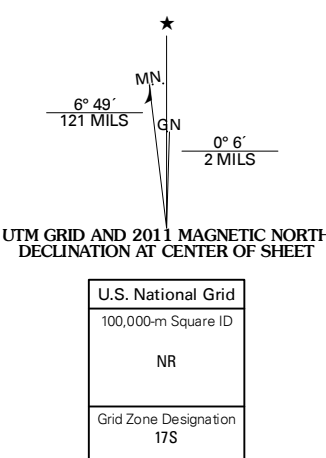 ★
MN.
6° 49´
121 MILS
GN
0° 6´
2 MILS
UTM GRID AND 2011 MAGNETIC NORTH
DECLINATION AT CENTER OF SHEET
U.S. National Grid
100,000-m Square ID
NR
Grid Zone Designation
17S